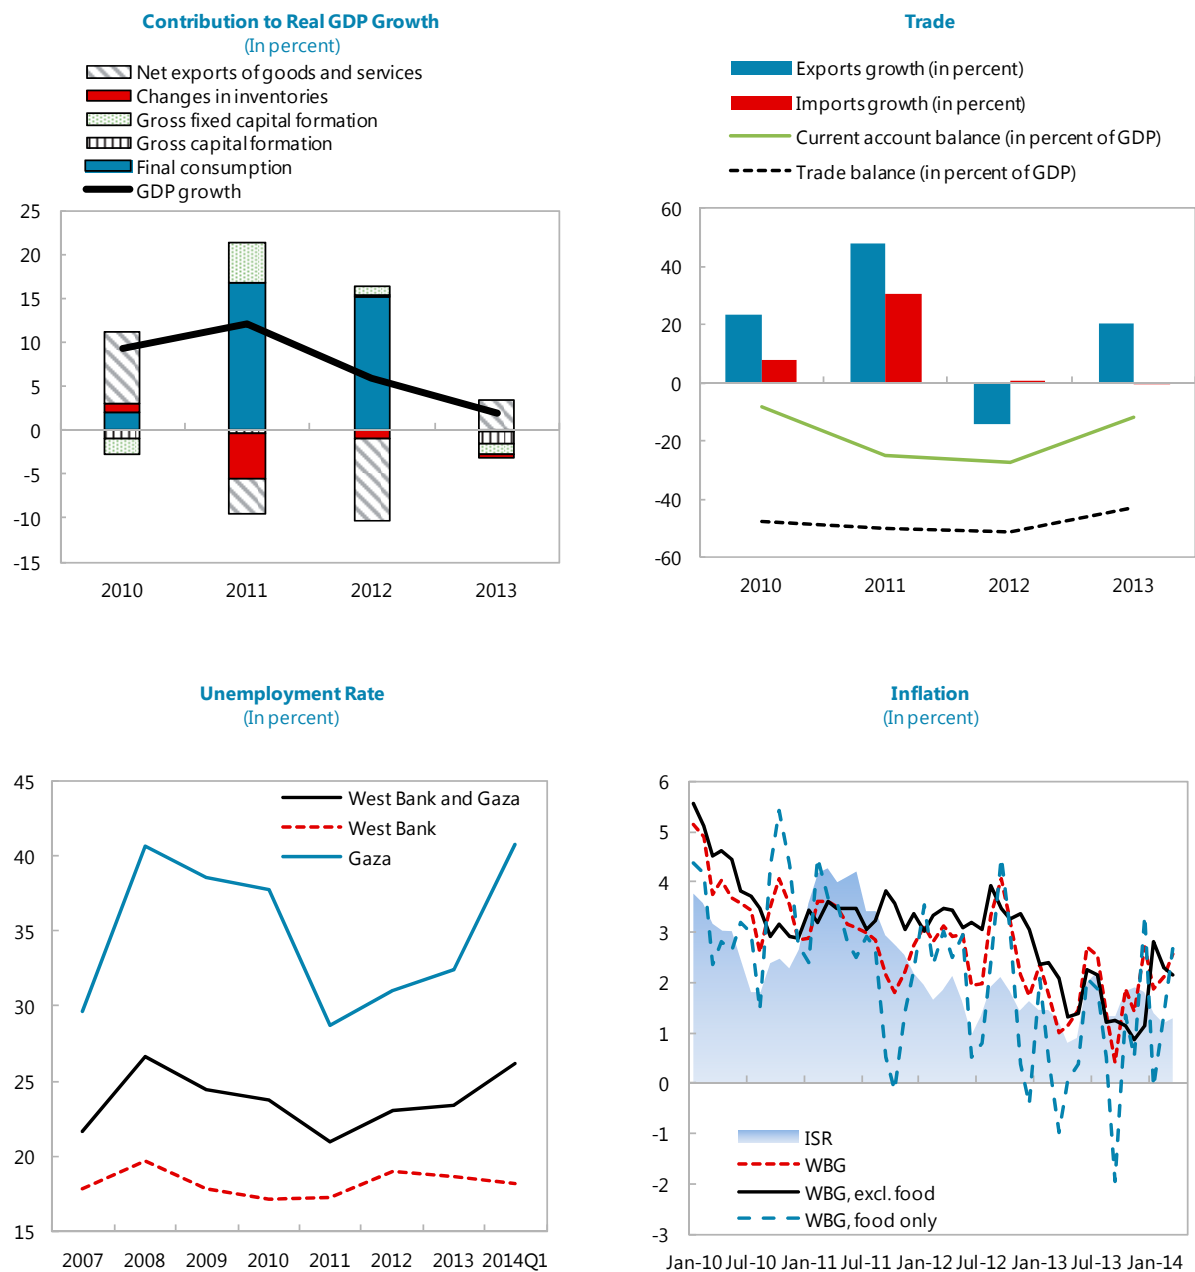 Contribution to Real GDP Growth
(In percent)
Net exports of goods and services
Changes in inventories
Gross fixed capital formation
Gross capital formation
Final consumption
GDP growth
25
20
15
10
5
0
-5
-10
-15
2010 2011 2012 2013
Trade
Exports growth (in percent)
Imports growth (in percent)
Current account balance (in percent of GDP)
Trade balance (in percent of GDP)
60
40
20
0
-20
-40
-60
2010 2011 2012 2013
Unemployment Rate
(In percent)
45
40
35
30
25
20
15
West Bank and Gaza
West Bank
Gaza
2007 2008 2009 2010 2011 2012 2013 2014Q1
Inflation
(In percent)
6
5
4
3
2
1
0
-1
-2
-3
ISR
WBG
WBG, excl. food
WBG, food only
Jan-10 Jul-10 Jan-11 Jul-11 Jan-12 Jul-12 Jan-13 Jul-13 Jan-14